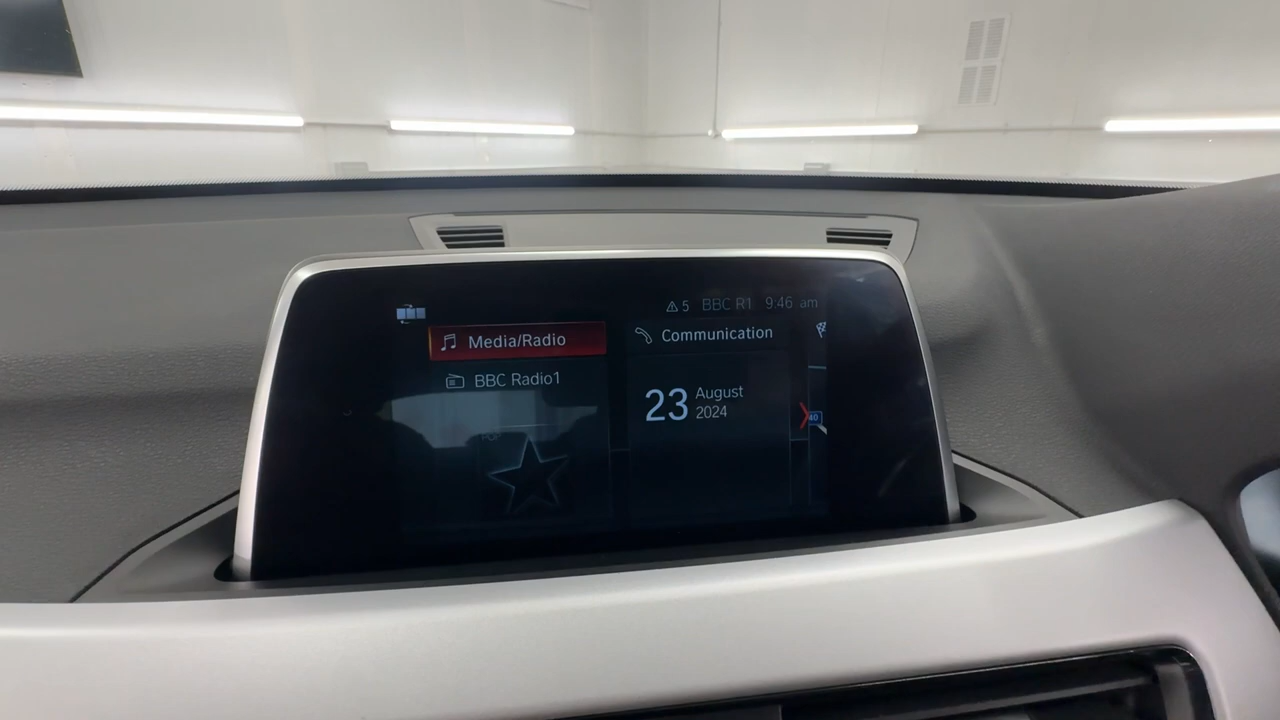 5 BBC R1 9:46 am
Media/Radio
BBC Radio1
Communication
23 August
2024
40